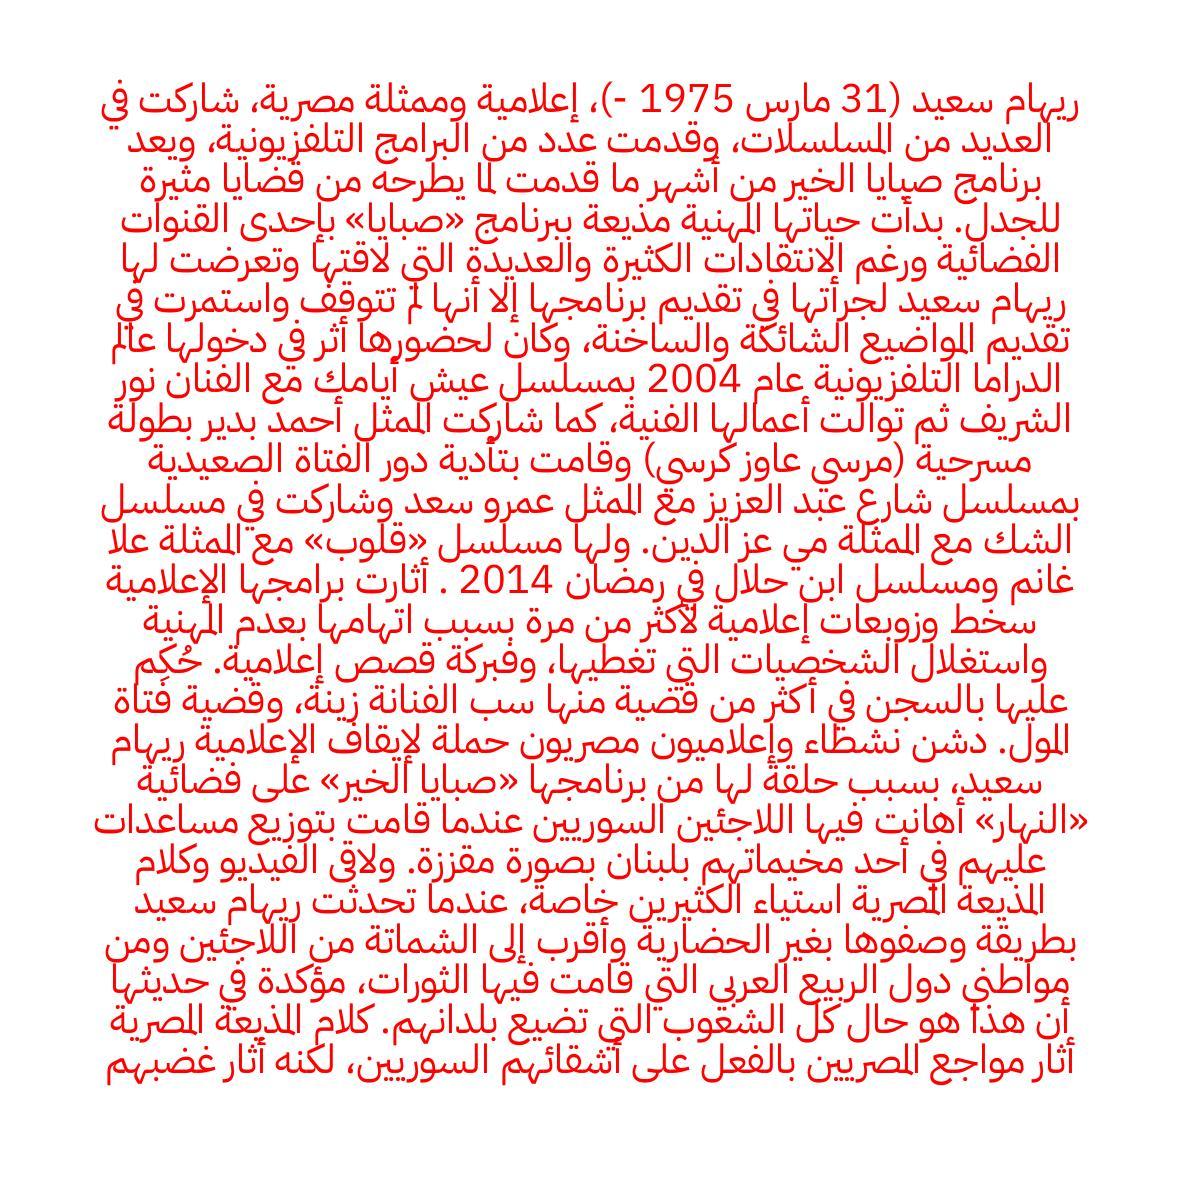 ريهام سعيد (31 مارس 1975 -)، إعلامية وممثلة مصرية، شاركت في
العديد من المسلسلات، وقدمت عدد من البرامج التلفزيونية، ويعد
برنامج صبايا الخير من أشهر ما قدمت لما يطرحه من قضايا مثيرة
للجدل. بدأت حياتها المهنية مذيعة ببرنامج «صبايا» بإحدى القنوات
الفضائية ورغم الانتقادات الكثيرة والعديدة التي لاقتها وتعرضت لها
ريهام سعيد لجرأتها في تقديم برنامجها إلا أنها لم تتوقف واستمرت في
تقديم المواضيع الشائكة والساخنة، وكان لحضورها أثر في دخولها عالم
الدراما التلفزيونية عام 2004 بمسلسل عيش أيامك مع الفنان نور
الشريف ثم توالت أعمالها الفنية، كما شاركت الممثل أحمد بدير بطولة
مسرحية (مرسي عاوز كرسي) وقامت بتأدية دور الفتاة الصعيدية
بمسلسل شارع عبد العزيز مع الممثل عمرو سعد وشاركت في مسلسل
الشك مع الممثلة مي عز الدين. ولها مسلسل «قلوب» مع الممثلة علا
غانم ومسلسل ابن حلال في رمضان 2014 . أثارت برامجها الإعلامية
سخط وزوبعات إعلامية لأكثر من مرة بسبب اتهامها بعدم المهنية
واستغلال الشخصيات التي تغطيها، وفبركة قصص إعلامية. حُكِم
عليها بالسجن في أكثر من قضية منها سب الفنانة زينة، وقضية فَتاة
المول. دشن نشطاء وإعلاميون مصريون حملة لإيقاف الإعلامية ريهام
سعيد، بسبب حلقة لها من برنامجها «صبايا الخير» على فضائية
«النهار» أهانت فيها اللاجئين السوريين عندما قامت بتوزيع مساعدات
عليهم في أحد مخيماتهم بلبنان بصورة مقززة. ولاقى الفيديو وكلام
المذيعة المصرية استياء الكثيرين خاصة، عندما تحدثت ريهام سعيد
بطريقة وصفوها بغير الحضارية وأقرب إلى الشماتة من اللاجئين ومن
مواطني دول الربيع العربي التي قامت فيها الثورات، مؤكدة في حديثها
أن هذا هو حال كل الشعوب التي تضيع بلدانهم. كلام المذيعة المصرية
أثار مواجع المصريين بالفعل على أشقائهم السوريين، لكنه أثار غضبهم